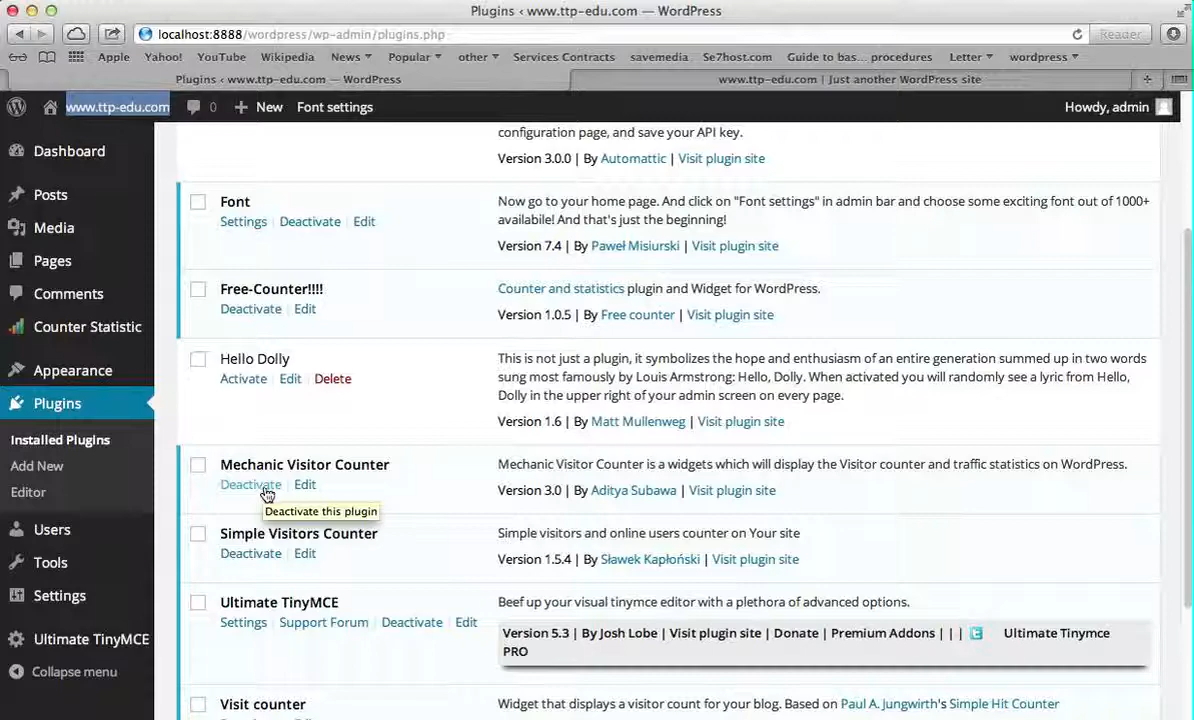 Plugins ‹ www.ttp-edu.com — WordPress
localhost:8888/wordpress/wp-admin/plugins.php
Reader
Apple Yahoo! YouTube Wikipedia News Popular other Services Contracts savemedia Se7host.com Guide to bas... procedures Letter wordpress
Plugins ‹ www.ttp-edu.com — WordPress
www.ttp-edu.com | Just another WordPress site
www.ttp-edu.com 0 + New Font settings Howdy, admin
Dashboard
Posts
Media
Pages
Comments
Counter Statistic
Appearance
Plugins
Installed Plugins
Add New
Editor
Users
Tools
Settings
Ultimate TinyMCE
Collapse menu
configuration page, and save your API key.
Version 3.0.0 | By Automattic | Visit plugin site
Font
Settings | Deactivate | Edit
Now go to your home page. And click on "Font settings" in admin bar and choose some exciting font out of 1000+
availabile! And that's just the beginning!
Version 7.4 | By Paweł Misiurski | Visit plugin site
Free-Counter!!!!
Deactivate | Edit
Counter and statistics plugin and Widget for WordPress.
Version 1.0.5 | By Free counter | Visit plugin site
Hello Dolly
Activate | Edit | Delete
This is not just a plugin, it symbolizes the hope and enthusiasm of an entire generation summed up in two words
sung most famously by Louis Armstrong: Hello, Dolly. When activated you will randomly see a lyric from Hello,
Dolly in the upper right of your admin screen on every page.
Version 1.6 | By Matt Mullenweg | Visit plugin site
Mechanic Visitor Counter
Deactivate | Edit
Deactivate this plugin
Mechanic Visitor Counter is a widgets which will display the Visitor counter and traffic statistics on WordPress.
Version 3.0 | By Aditya Subawa | Visit plugin site
Simple Visitors Counter
Deactivate | Edit
Simple visitors and online users counter on Your site
Version 1.5.4 | By Sławek Kapłoński | Visit plugin site
Ultimate TinyMCE
Settings | Support Forum | Deactivate | Edit
Beef up your visual tinymce editor with a plethora of advanced options.
Version 5.3 | By Josh Lobe | Visit plugin site | Donate | Premium Addons | | | Ultimate Tinymce
PRO
Visit counter
Widget that displays a visitor count for your blog. Based on Paul A. Jungwirth's Simple Hit Counter